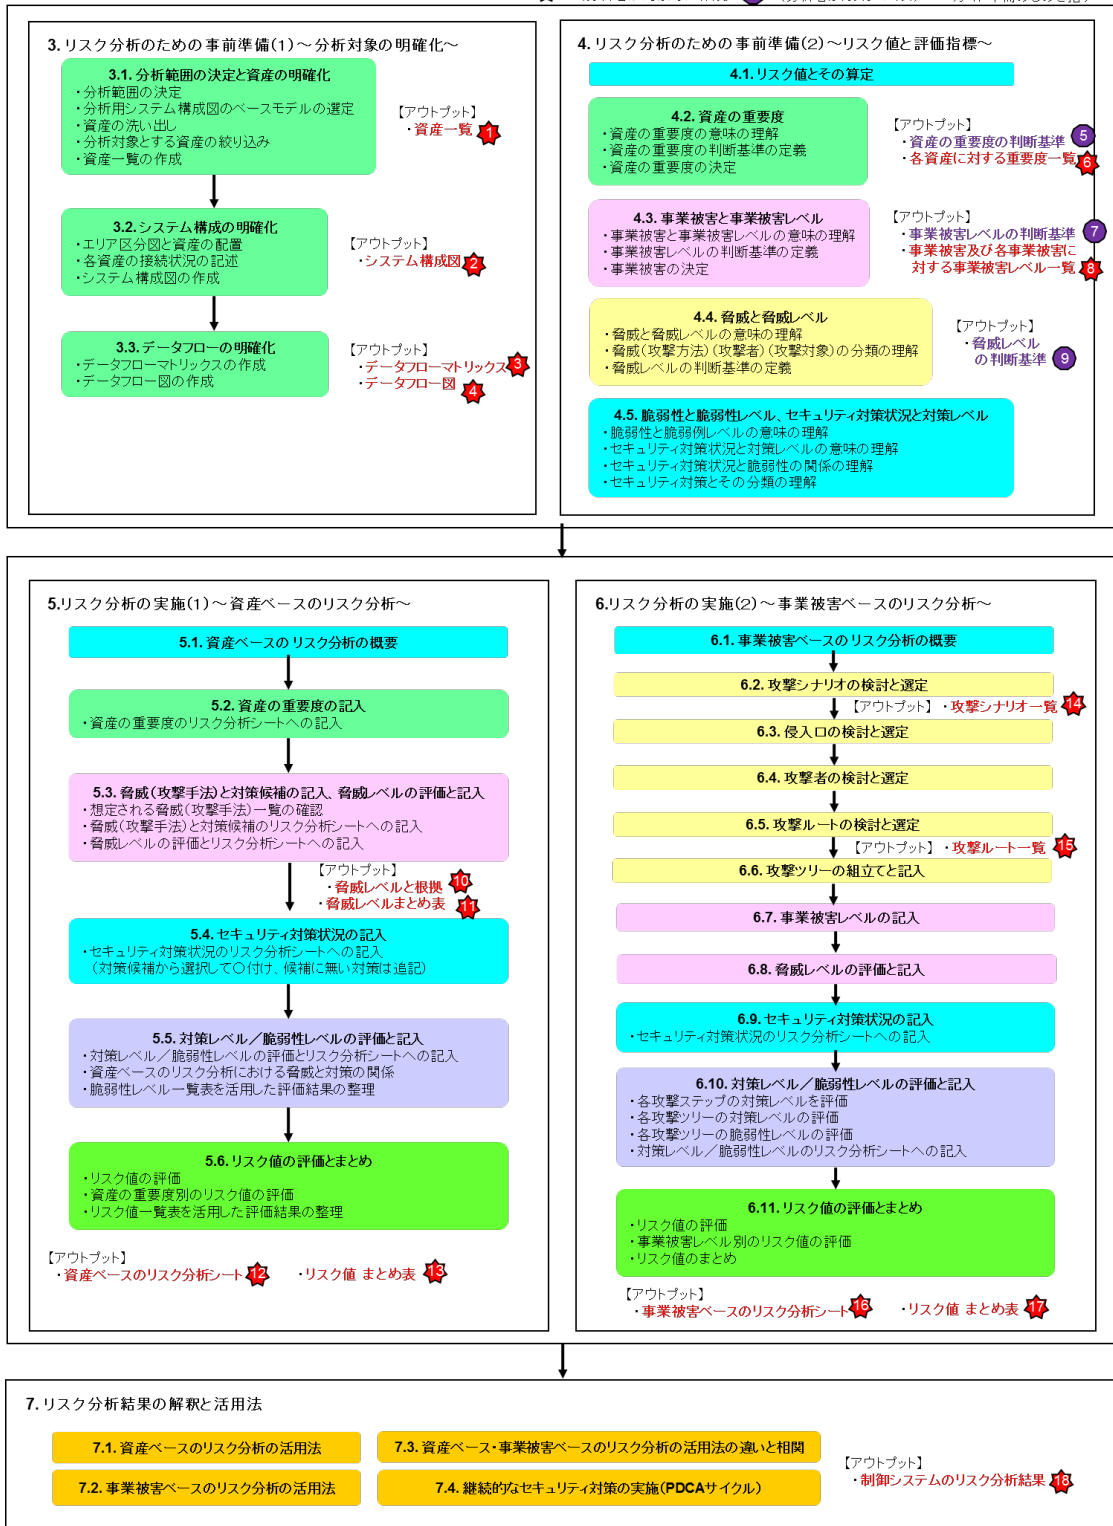 3. リスク分析のための事前準備(1)～分析対象の明確化～
3.1. 分析範囲の決定と資産の明確化
・分析範囲の決定
・分析用システム構成図のベースモデルの選定
・資産の洗い出し
・分析対象とする資産の絞り込み
・資産一覧の作成
【アウトプット】
・資産一覧 1
3.2. システム構成の明確化
・エリア区分図と資産の配置
・各資産の接続状況の記述
・システム構成図の作成
【アウトプット】
・システム構成図 2
3.3. データフローの明確化
・データフローマトリックスの作成
・データフロー図の作成
【アウトプット】
・データフローマトリックス 3
・データフロー図 4
4. リスク分析のための事前準備(2)～リスク値と評価指標～
4.1. リスク値とその算定
4.2. 資産の重要度
・資産の重要度の意味の理解
・資産の重要度の判断基準の定義
・資産の重要度の決定
【アウトプット】
・資産の重要度の判断基準 5
・各資産に対する重要度一覧 6
4.3. 事業被害と事業被害レベル
・事業被害と事業被害レベルの意味の理解
・事業被害レベルの判断基準の定義
・事業被害の決定
【アウトプット】
・事業被害レベルの判断基準 7
・事業被害及び各事業被害に
対する事業被害レベル一覧 8
4.4. 脅威と脅威レベル
・脅威と脅威レベルの意味の理解
・脅威(攻撃方法)(攻撃者)(攻撃対象)の分類の理解
・脅威レベルの判断基準の定義
【アウトプット】
・脅威レベル
の判断基準 9
4.5. 脆弱性と脆弱性レベル、セキュリティ対策状況と対策レベル
・脆弱性と脆弱例レベルの意味の理解
・セキュリティ対策状況と対策レベルの意味の理解
・セキュリティ対策状況と脆弱性の関係の理解
・セキュリティ対策とその分類の理解
5.リスク分析の実施(1)～資産ベースのリスク分析～
5.1. 資産ベースのリスク分析の概要
5.2. 資産の重要度の記入
・資産の重要度のリスク分析シートへの記入
5.3. 脅威(攻撃手法)と対策候補の記入、脅威レベルの評価と記入
・想定される脅威(攻撃手法)一覧の確認
・脅威(攻撃手法)と対策候補のリスク分析シートへの記入
・脅威レベルの評価とリスク分析シートへの記入
【アウトプット】
・脅威レベルと根拠 10
・脅威レベルまとめ表 11
5.4. セキュリティ対策状況の記入
・セキュリティ対策状況のリスク分析シートへの記入
(対策候補から選択して〇付け、候補に無い対策は追記)
5.5. 対策レベル／脆弱性レベルの評価と記入
・対策レベル／脆弱性レベルの評価とリスク分析シートへの記入
・資産ベースのリスク分析における脅威と対策の関係
・脆弱性レベル一覧表を活用した評価結果の整理
5.6. リスク値の評価とまとめ
・リスク値の評価
・資産の重要度別のリスク値の評価
・リスク値一覧表を活用した評価結果の整理
【アウトプット】
・資産ベースのリスク分析シート 12 ・リスク値 まとめ表 13
6.リスク分析の実施(2)～事業被害ベースのリスク分析～
6.1. 事業被害ベースのリスク分析の概要
6.2. 攻撃シナリオの検討と選定
【アウトプット】 ・攻撃シナリオ一覧 14
6.3. 侵入口の検討と選定
6.4. 攻撃者の検討と選定
6.5. 攻撃ルートの検討と選定
【アウトプット】 ・攻撃ルート一覧 15
6.6. 攻撃ツリーの組立てと記入
6.7. 事業被害レベルの記入
6.8. 脅威レベルの評価と記入
6.9. セキュリティ対策状況の記入
・セキュリティ対策状況のリスク分析シートへの記入
6.10. 対策レベル／脆弱性レベルの評価と記入
・各攻撃ステップの対策レベルを評価
・各攻撃ツリーの対策レベルの評価
・各攻撃ツリーの脆弱性レベルの評価
・対策レベル／脆弱性レベルのリスク分析シートへの記入
6.11. リスク値の評価とまとめ
・リスク値の評価
・事業被害レベル別のリスク値の評価
・リスク値のまとめ
【アウトプット】
・事業被害ベースのリスク分析シート 16 ・リスク値 まとめ表 17
7. リスク分析結果の解釈と活用法
7.1. 資産ベースのリスク分析の活用法
7.2. 事業被害ベースのリスク分析の活用法
7.3. 資産ベース・事業被害ベースのリスク分析の活用法の違いと相関
7.4. 継続的なセキュリティ対策の実施(PDCAサイクル)
【アウトプット】
・制御システムのリスク分析結果 18